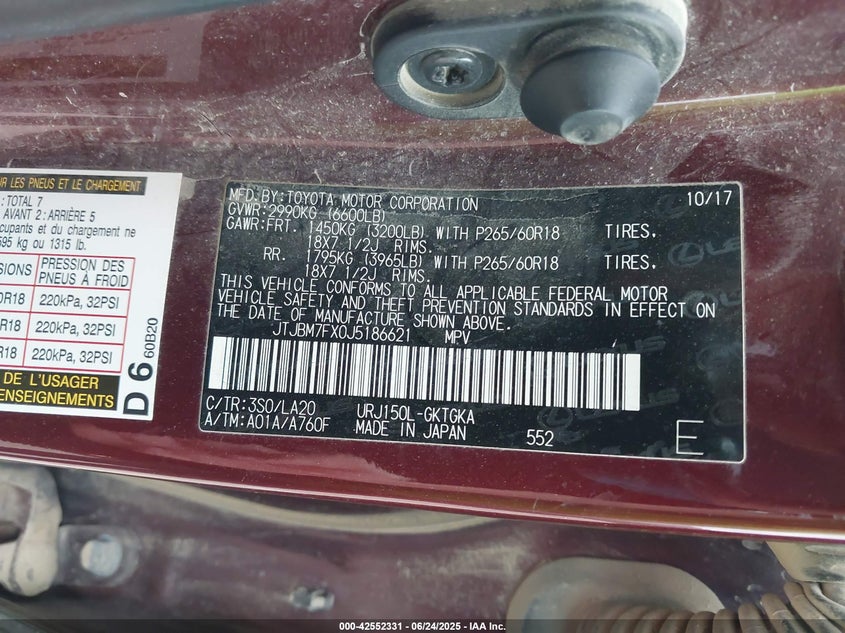 UR LES PNEUS ET LE CHARGEMENT
: TOTAL 7
AVANT 2 : ARRIÈRE 5
cupants et du chargement ne
595 kg ou 1315 lb.
SIONS PRESSION DES PNEUS À FROID
0R18 220kPa, 32PSI
R18 220kPa, 32PSI
R18 220kPa, 32PSI
DE L'USAGER
ENSEIGNEMENTS
D 6 60B20
MFD.BY:TOYOTA MOTOR CORPORATION 10/17
GVWR:2990KG (6600LB)
GAWR:FRT. 1450KG (3200LB) WITH P265/60R18 TIRES,
18X7 1/2J RIMS.
RR. 1795KG (3965LB) WITH P265/60R18 TIRES,
18X7 1/2J RIMS.
THIS VEHICLE CONFORMS TO ALL APPLICABLE FEDERAL MOTOR
VEHICLE SAFETY AND THEFT PREVENTION STANDARDS IN EFFECT ON
THE DATE OF MANUFACTURE SHOWN ABOVE.
JTJBM7FX0J5186621 MPV
C/TR:3S0/LA20 URJ150L-GKTGKA
A/TM:A01A/A760F MADE IN JAPAN 552 E
LEXUS
000-42552331 - 06/24/2025 - IAA Inc.